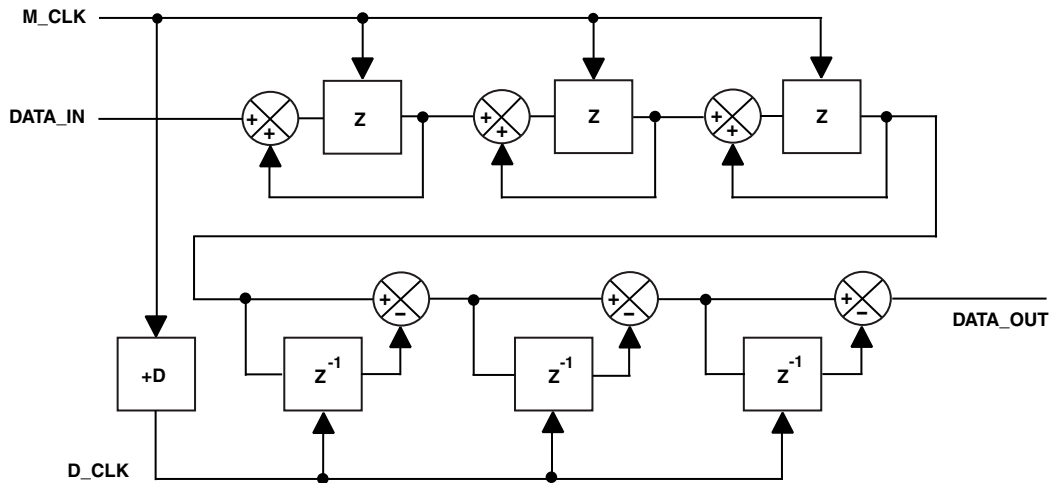 M_CLK
DATA_IN
+
+
Z
+
+
Z
+
+
Z
+
−
+
−
+
−
DATA_OUT
+D
Z-1
Z-1
Z-1
D_CLK